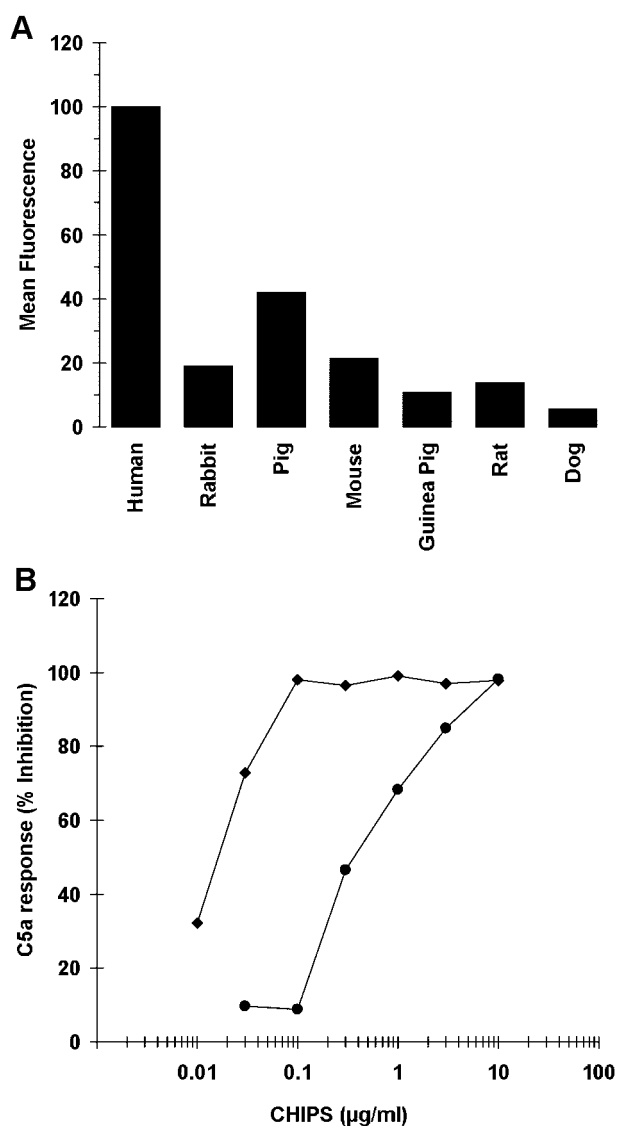 A
120
100
80
60
40
20
0
Mean Fluorescence
Human
Rabbit
Pig
Mouse
Guinea Pig
Rat
Dog
B
120
100
80
60
40
20
0
C5a response (% Inhibition)
0.01 0.1 1 10 100
CHIPS (µg/ml)